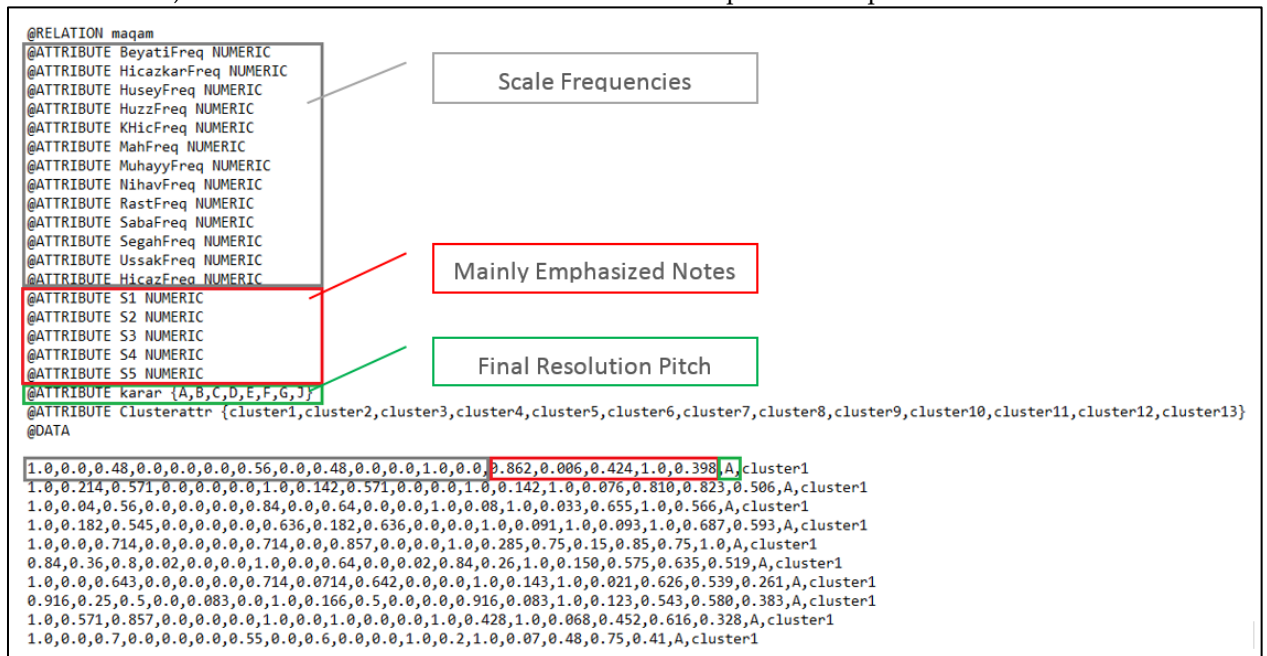 @RELATION maqam
@ATTRIBUTE BeyatiFreq NUMERIC
@ATTRIBUTE HicazkarFreq NUMERIC
@ATTRIBUTE HuseyFreq NUMERIC
@ATTRIBUTE HuzzFreq NUMERIC
@ATTRIBUTE KHicFreq NUMERIC
@ATTRIBUTE MahFreq NUMERIC
@ATTRIBUTE MuhayyFreq NUMERIC
@ATTRIBUTE NihavFreq NUMERIC
@ATTRIBUTE RastFreq NUMERIC
@ATTRIBUTE SabaFreq NUMERIC
@ATTRIBUTE SegahFreq NUMERIC
@ATTRIBUTE UssakFreq NUMERIC
@ATTRIBUTE HicazFreq NUMERIC
@ATTRIBUTE S1 NUMERIC
@ATTRIBUTE S2 NUMERIC
@ATTRIBUTE S3 NUMERIC
@ATTRIBUTE S4 NUMERIC
@ATTRIBUTE S5 NUMERIC
@ATTRIBUTE karar {A,B,C,D,E,F,G,J}
@ATTRIBUTE Clusterattr {cluster1,cluster2,cluster3,cluster4,cluster5,cluster6,cluster7,cluster8,cluster9,cluster10,cluster11,cluster12,cluster13}
@DATA
Scale Frequencies
Mainly Emphasized Notes
Final Resolution Pitch
1.0,0.0,0.48,0.0,0.0,0.0,0.56,0.0,0.48,0.0,0.0,1.0,0.0,0.862,0.006,0.424,1.0,0.398,A,cluster1
1.0,0.214,0.571,0.0,0.0,0.0,1.0,0.142,0.571,0.0,0.0,1.0,0.142,1.0,0.076,0.810,0.823,0.506,A,cluster1
1.0,0.04,0.56,0.0,0.0,0.0,0.84,0.0,0.64,0.0,0.0,1.0,0.08,1.0,0.033,0.655,1.0,0.566,A,cluster1
1.0,0.182,0.545,0.0,0.0,0.0,0.636,0.182,0.636,0.0,0.0,1.0,0.091,1.0,0.093,1.0,0.687,0.593,A,cluster1
1.0,0.0,0.714,0.0,0.0,0.0,0.714,0.0,0.857,0.0,0.0,1.0,0.285,0.75,0.15,0.85,0.75,1.0,A,cluster1
0.84,0.36,0.8,0.02,0.0,0.0,1.0,0.0,0.64,0.0,0.02,0.84,0.26,1.0,0.150,0.575,0.635,0.519,A,cluster1
1.0,0.0,0.643,0.0,0.0,0.0,0.714,0.0714,0.642,0.0,0.0,1.0,0.143,1.0,0.021,0.626,0.539,0.261,A,cluster1
0.916,0.25,0.5,0.0,0.083,0.0,1.0,0.166,0.5,0.0,0.0,0.916,0.083,1.0,0.123,0.543,0.580,0.383,A,cluster1
1.0,0.571,0.857,0.0,0.0,0.0,1.0,0.0,1.0,0.0,0.0,1.0,0.428,1.0,0.068,0.452,0.616,0.328,A,cluster1
1.0,0.0,0.7,0.0,0.0,0.0,0.55,0.0,0.6,0.0,0.0,1.0,0.2,1.0,0.07,0.48,0.75,0.41,A,cluster1